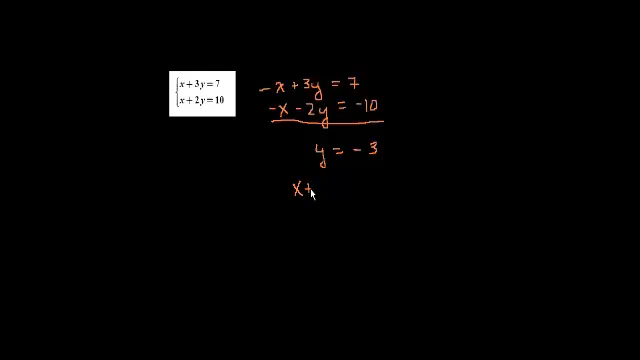 x + 3y = 7
x + 2y = 10
-x + 3y = 7
-x - 2y = -10
y = -3
x+